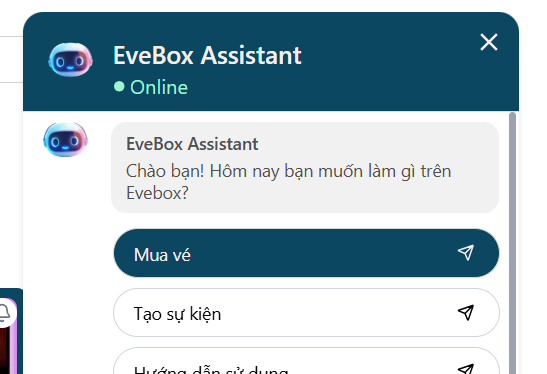 EveBox Assistant
Online
EveBox Assistant
Chào bạn! Hôm nay bạn muốn làm gì trên
Evebox?
Mua vé
Tạo sự kiện
Hướng dẫn sử dụng